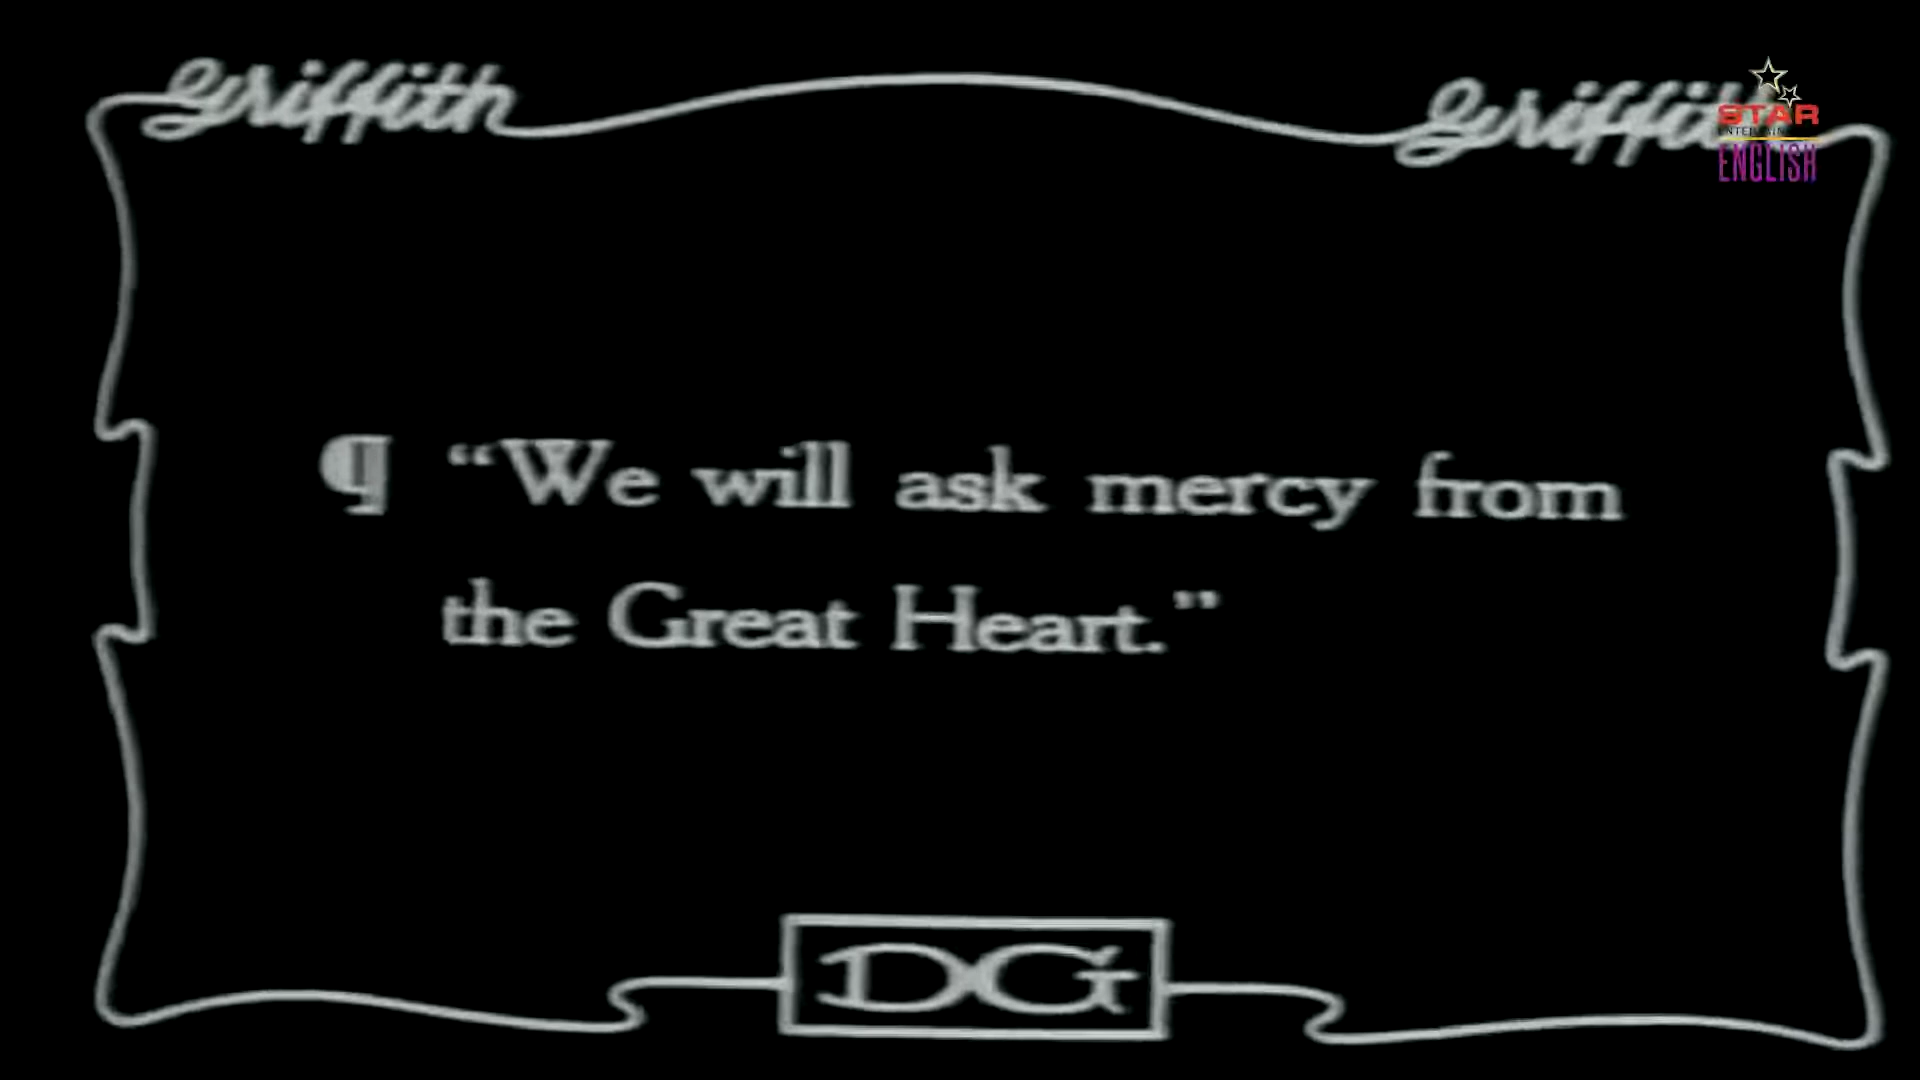 Griffith Griffith
STAR
ENGLISH
¶ “We will ask mercy from
the Great Heart.”
DG